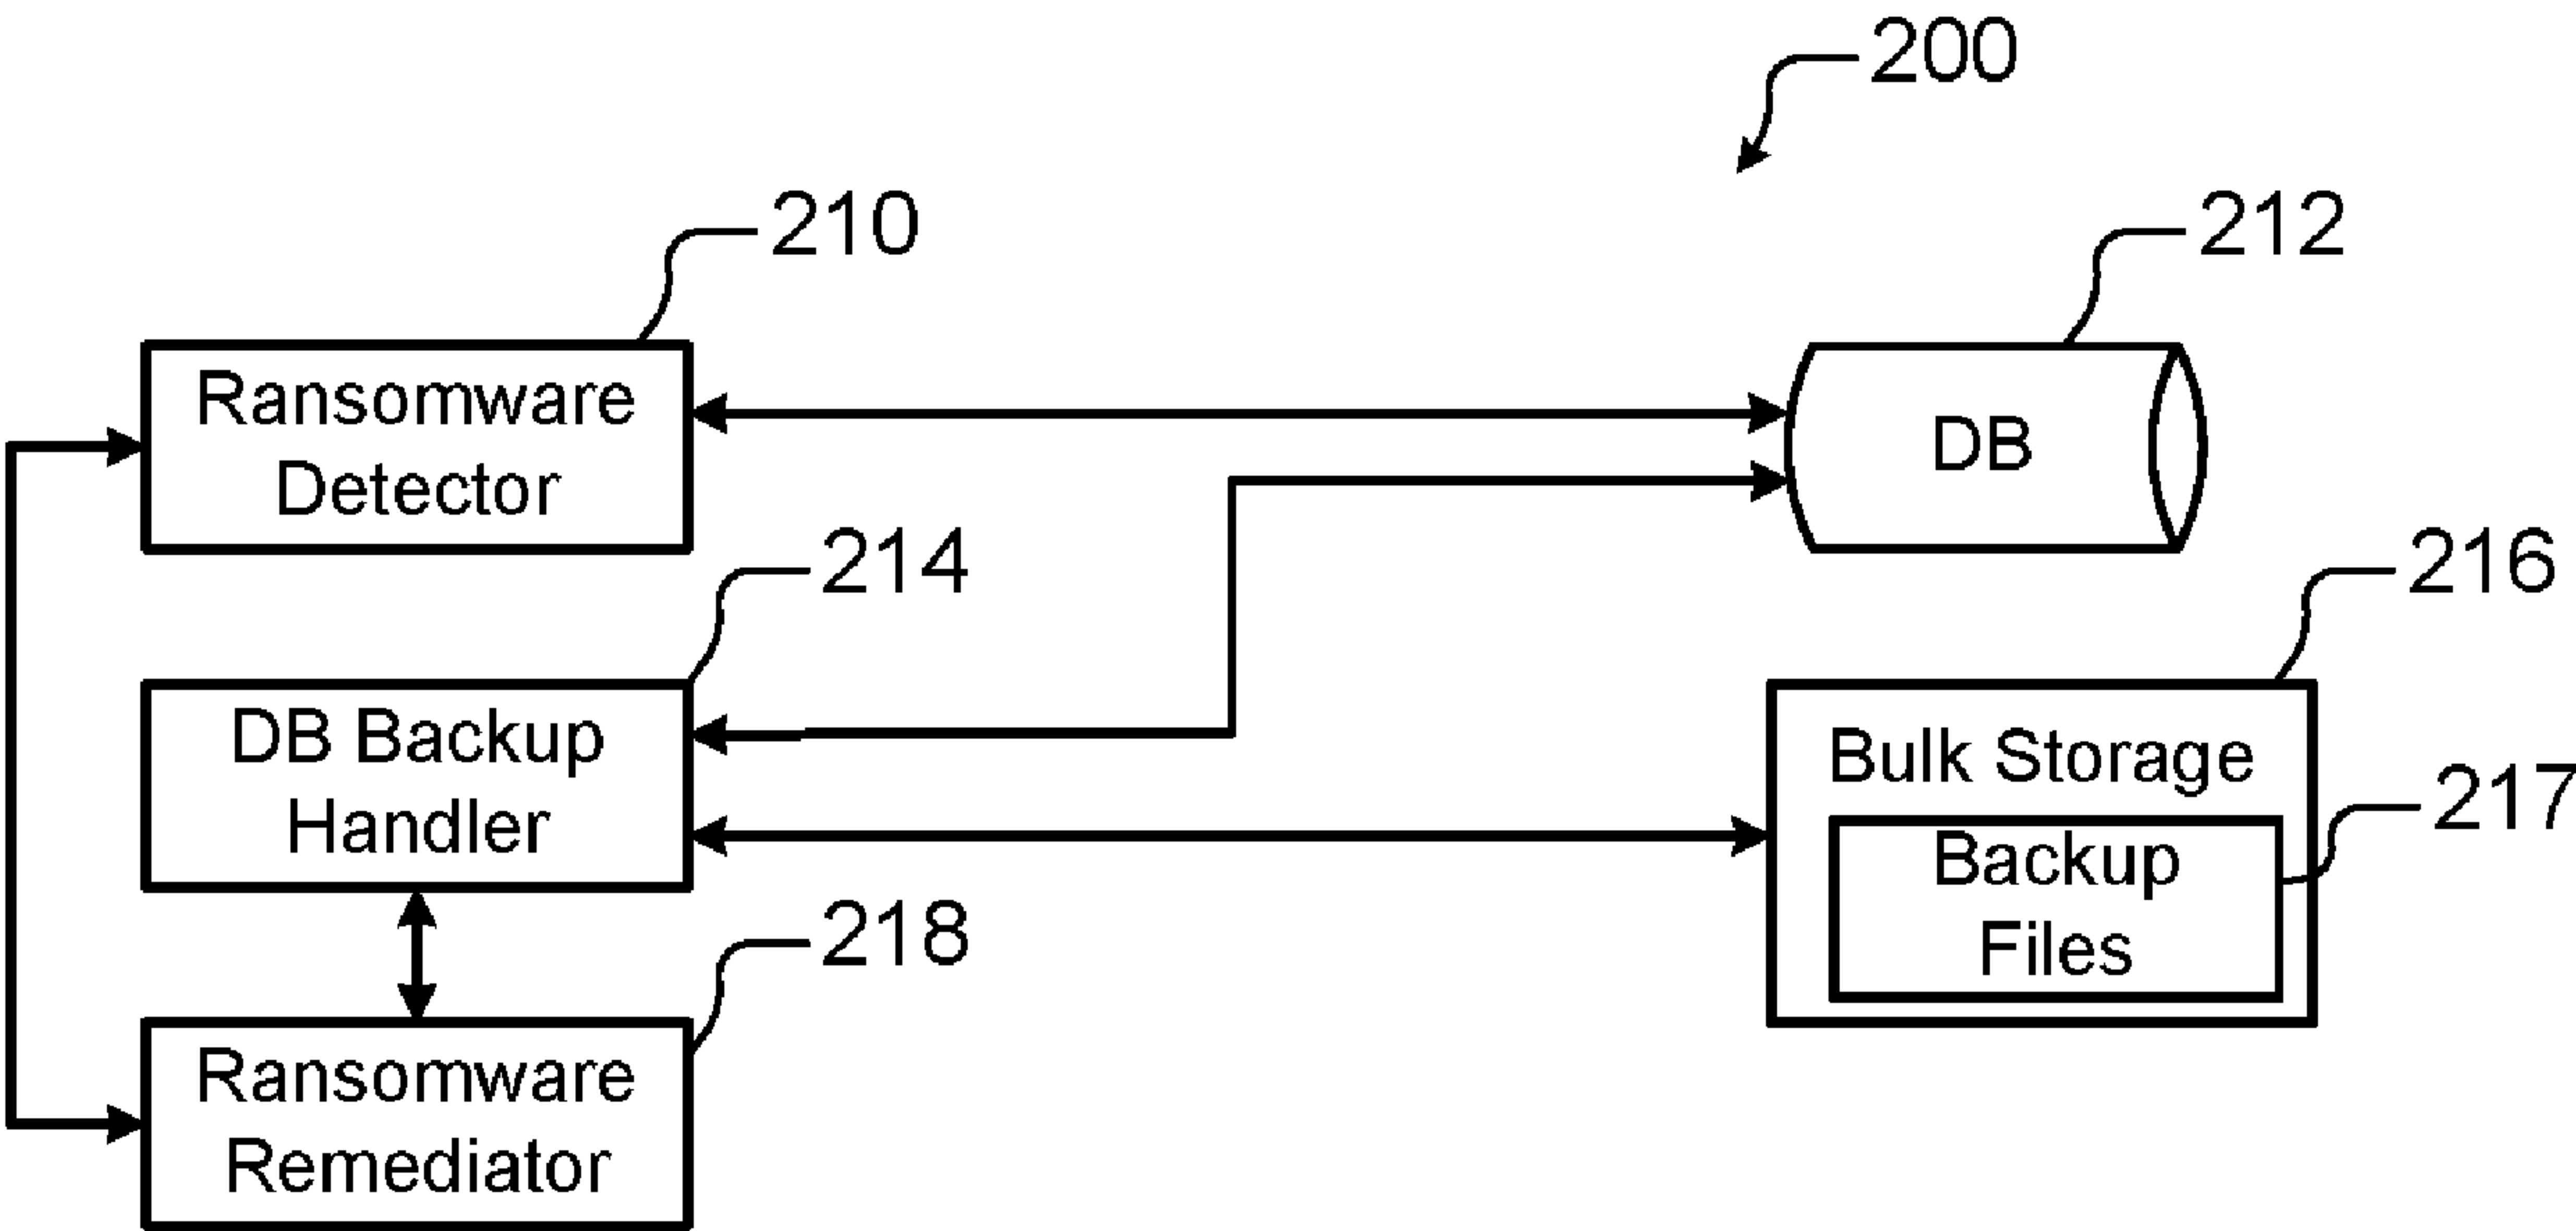 200
210
212
Ransomware
Detector
DB
214
216
DB Backup
Handler
Bulk Storage
217
Backup
Files
218
Ransomware
Remediator